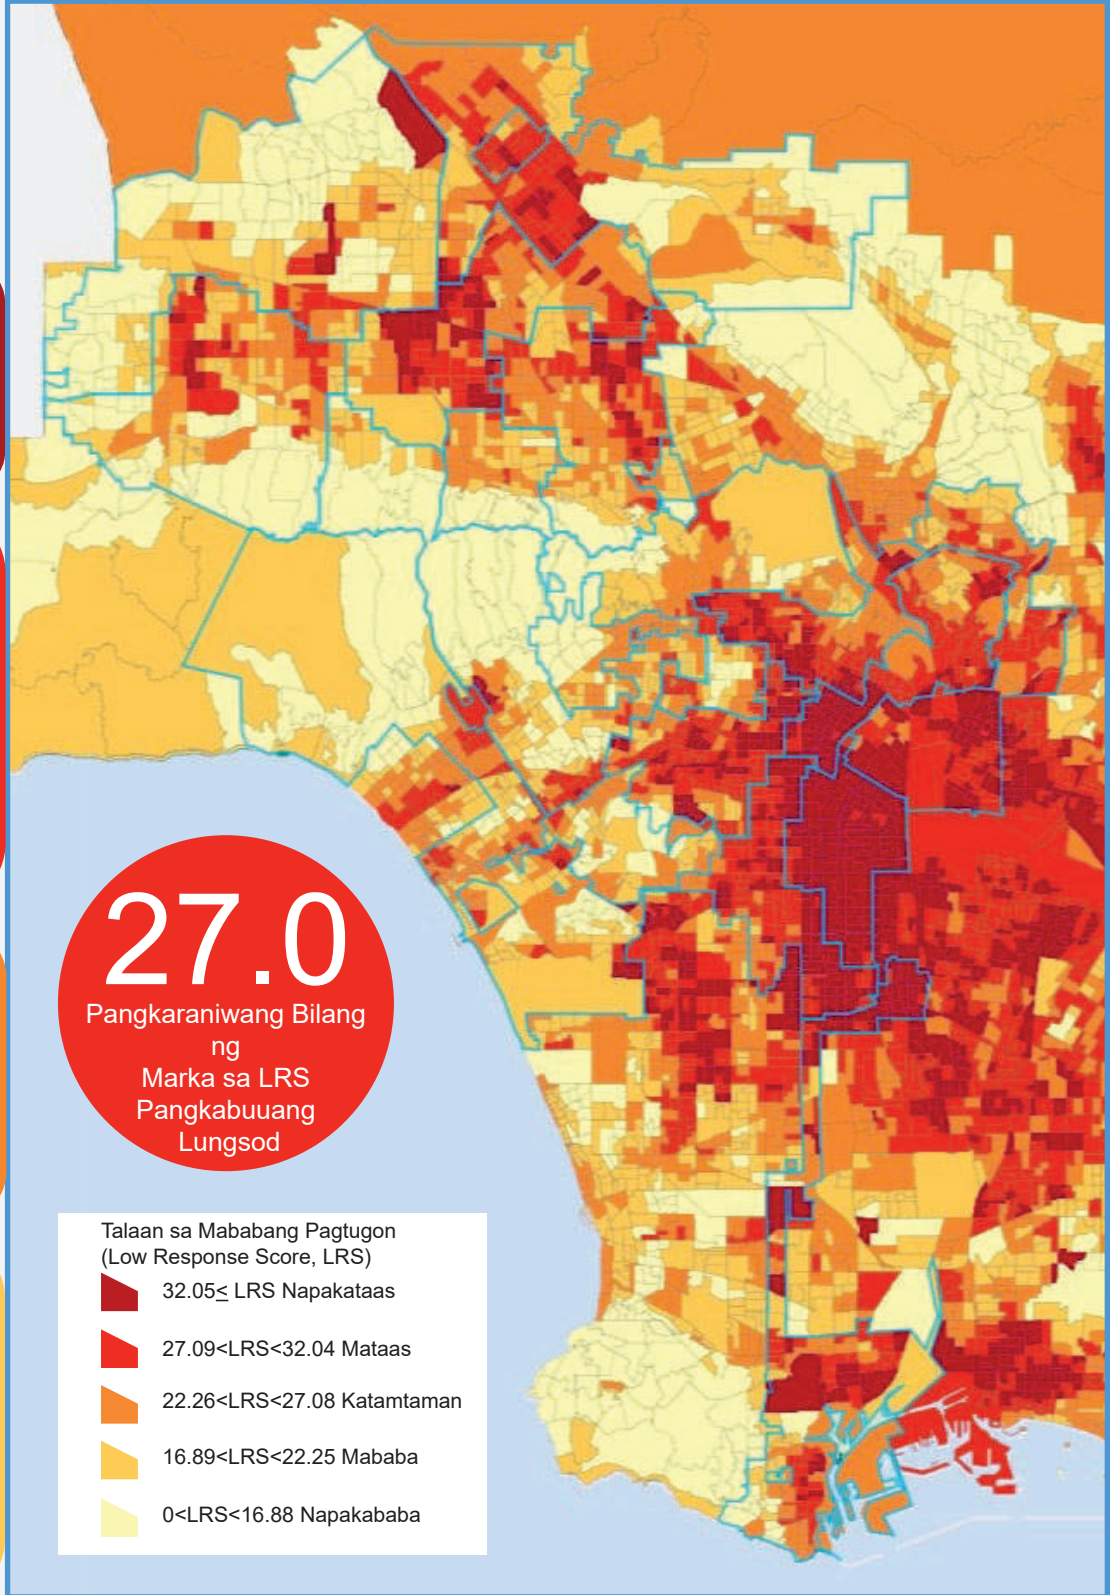 27.0
Pangkaraniwang Bilang
ng
Marka sa LRS
Pangkabuuang
Lungsod
Talaan sa Mababang Pagtugon
(Low Response Score, LRS)
32.05≤ LRS Napakataas
27.09<LRS<32.04 Mataas
22.26<LRS<27.08 Katamtaman
16.89<LRS<22.25 Mababa
0<LRS<16.88 Napakababa